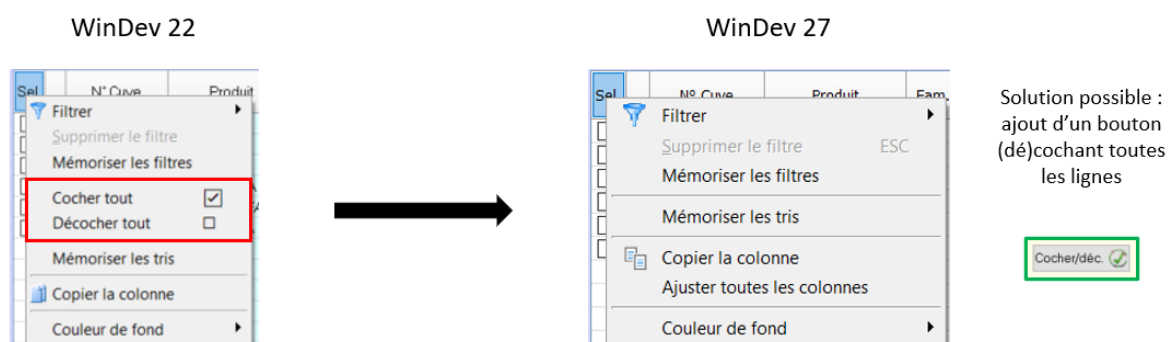 WinDev 22
Sel
N° Cuve
Produit
Filtrer
Supprimer le filtre
Mémoriser les filtres
Cocher tout
Décocher tout
Mémoriser les tris
Copier la colonne
Couleur de fond
WinDev 27
Sel
N° Cuve
Produit
Fam.
Filtrer
Supprimer le filtre ESC
Mémoriser les filtres
Mémoriser les tris
Copier la colonne
Ajuster toutes les colonnes
Couleur de fond
Solution possible :
ajout d’un bouton
(dé)cochant toutes
les lignes
Cocher/déc.